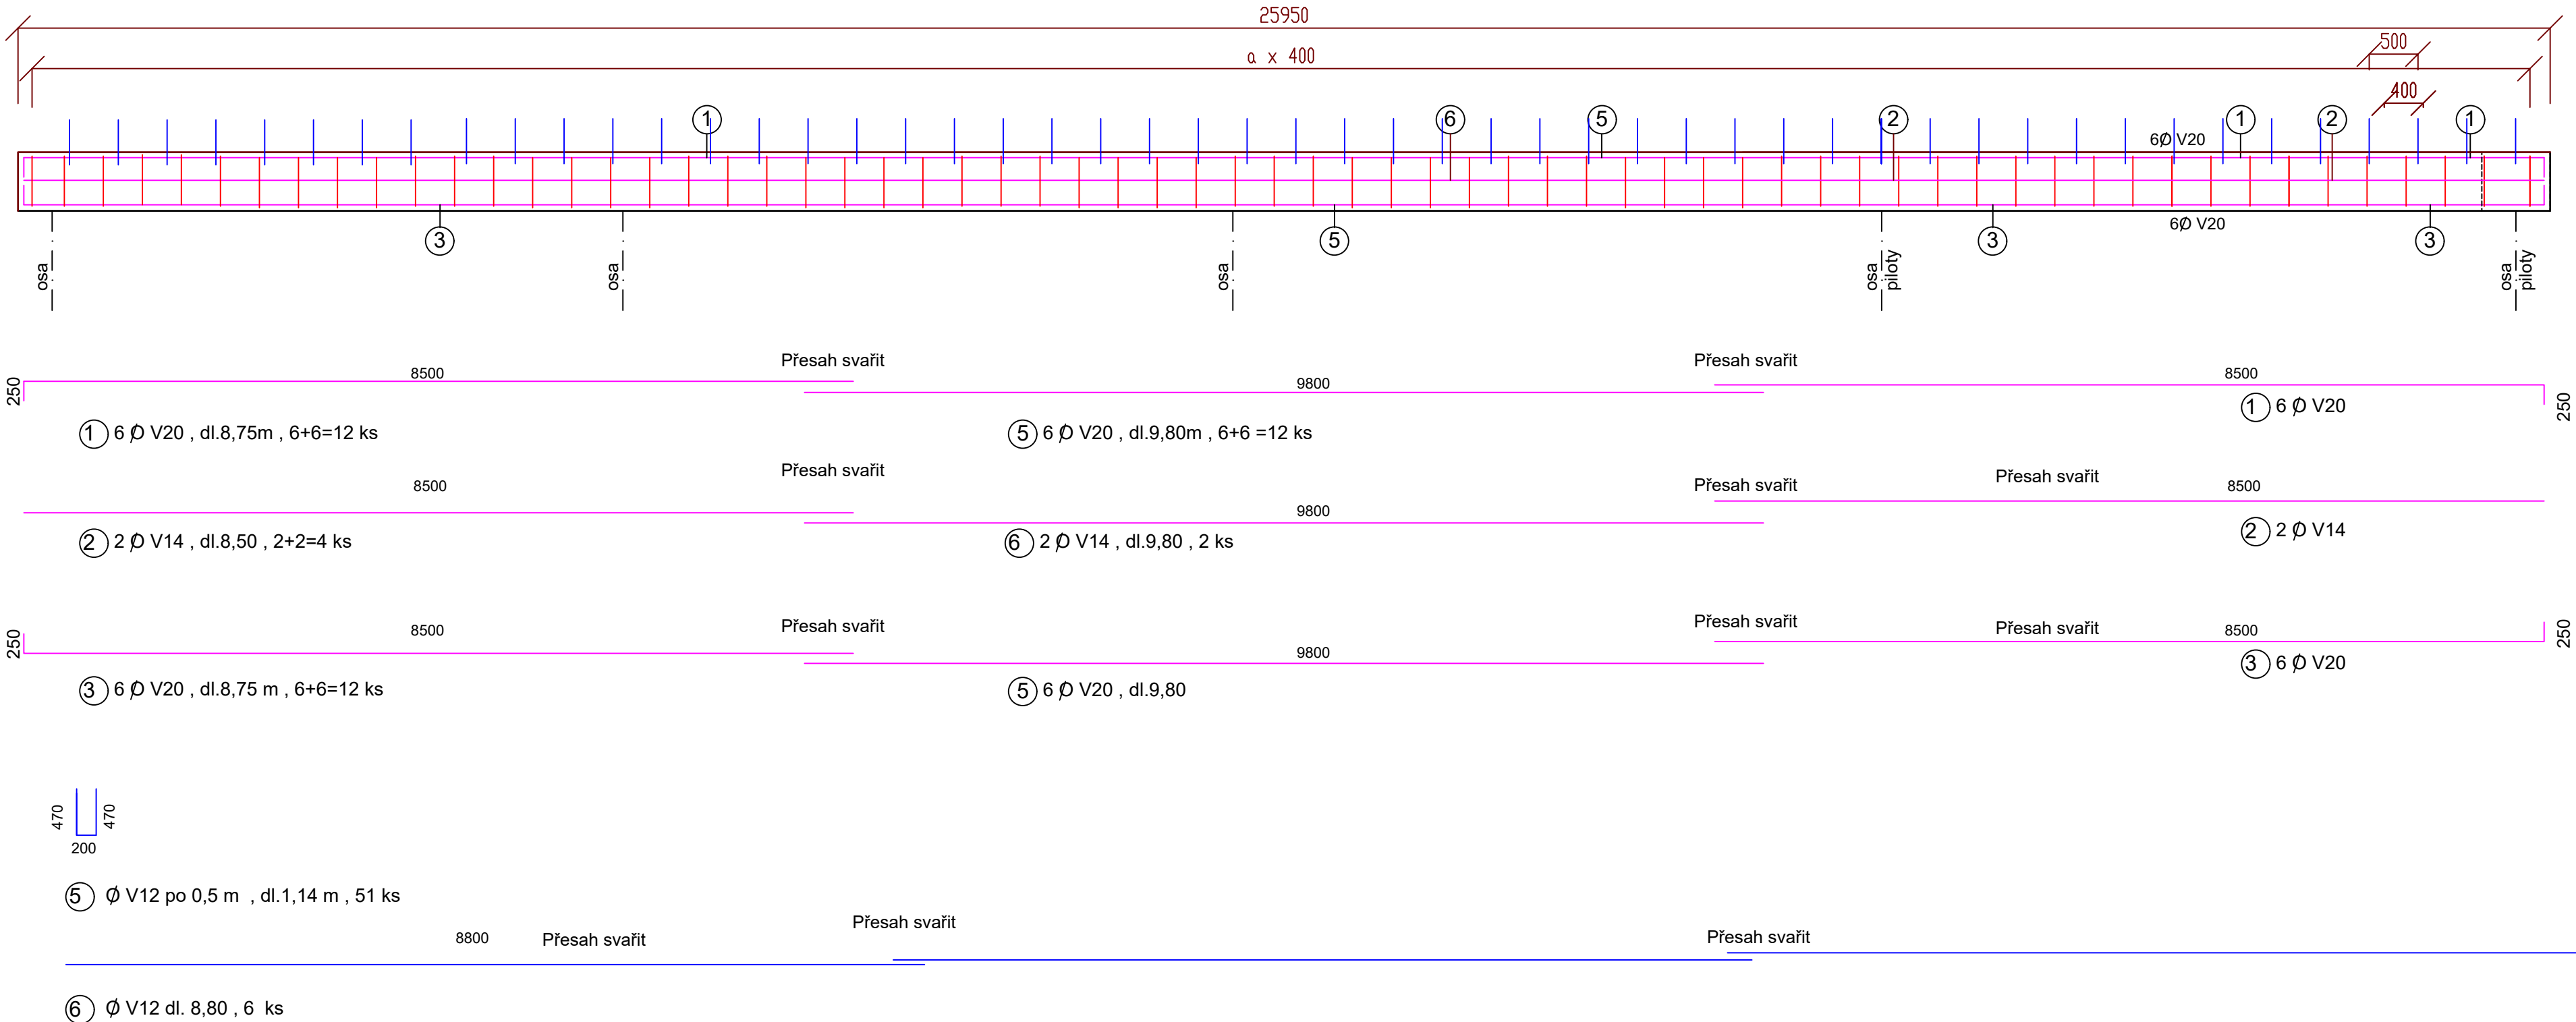 25950
a x 400
500
400
1 6 5 2 1 2 1
6Ø V20
6Ø V20
3 5 3 3
osa
osa
osa
osa piloty
osa piloty
Přesah svařit Přesah svařit
250 8500 9800 8500 250
1 6 Ø V20 , dl.8,75m , 6+6=12 ks
5 6 Ø V20 , dl.9,80m , 6+6 =12 ks
1 6 Ø V20
Přesah svařit Přesah svařit Přesah svařit
8500 9800 8500
2 2 Ø V14 , dl.8,50 , 2+2=4 ks
6 2 Ø V14 , dl.9,80 , 2 ks
2 2 Ø V14
Přesah svařit Přesah svařit Přesah svařit
250 8500 9800 8500 250
3 6 Ø V20 , dl.8,75 m , 6+6=12 ks
5 6 Ø V20 , dl.9,80
3 6 Ø V20
470 470
200
5 Ø V12 po 0,5 m , dl.1,14 m , 51 ks
8800 Přesah svařit Přesah svařit Přesah svařit
6 Ø V12 dl. 8,80 , 6 ks